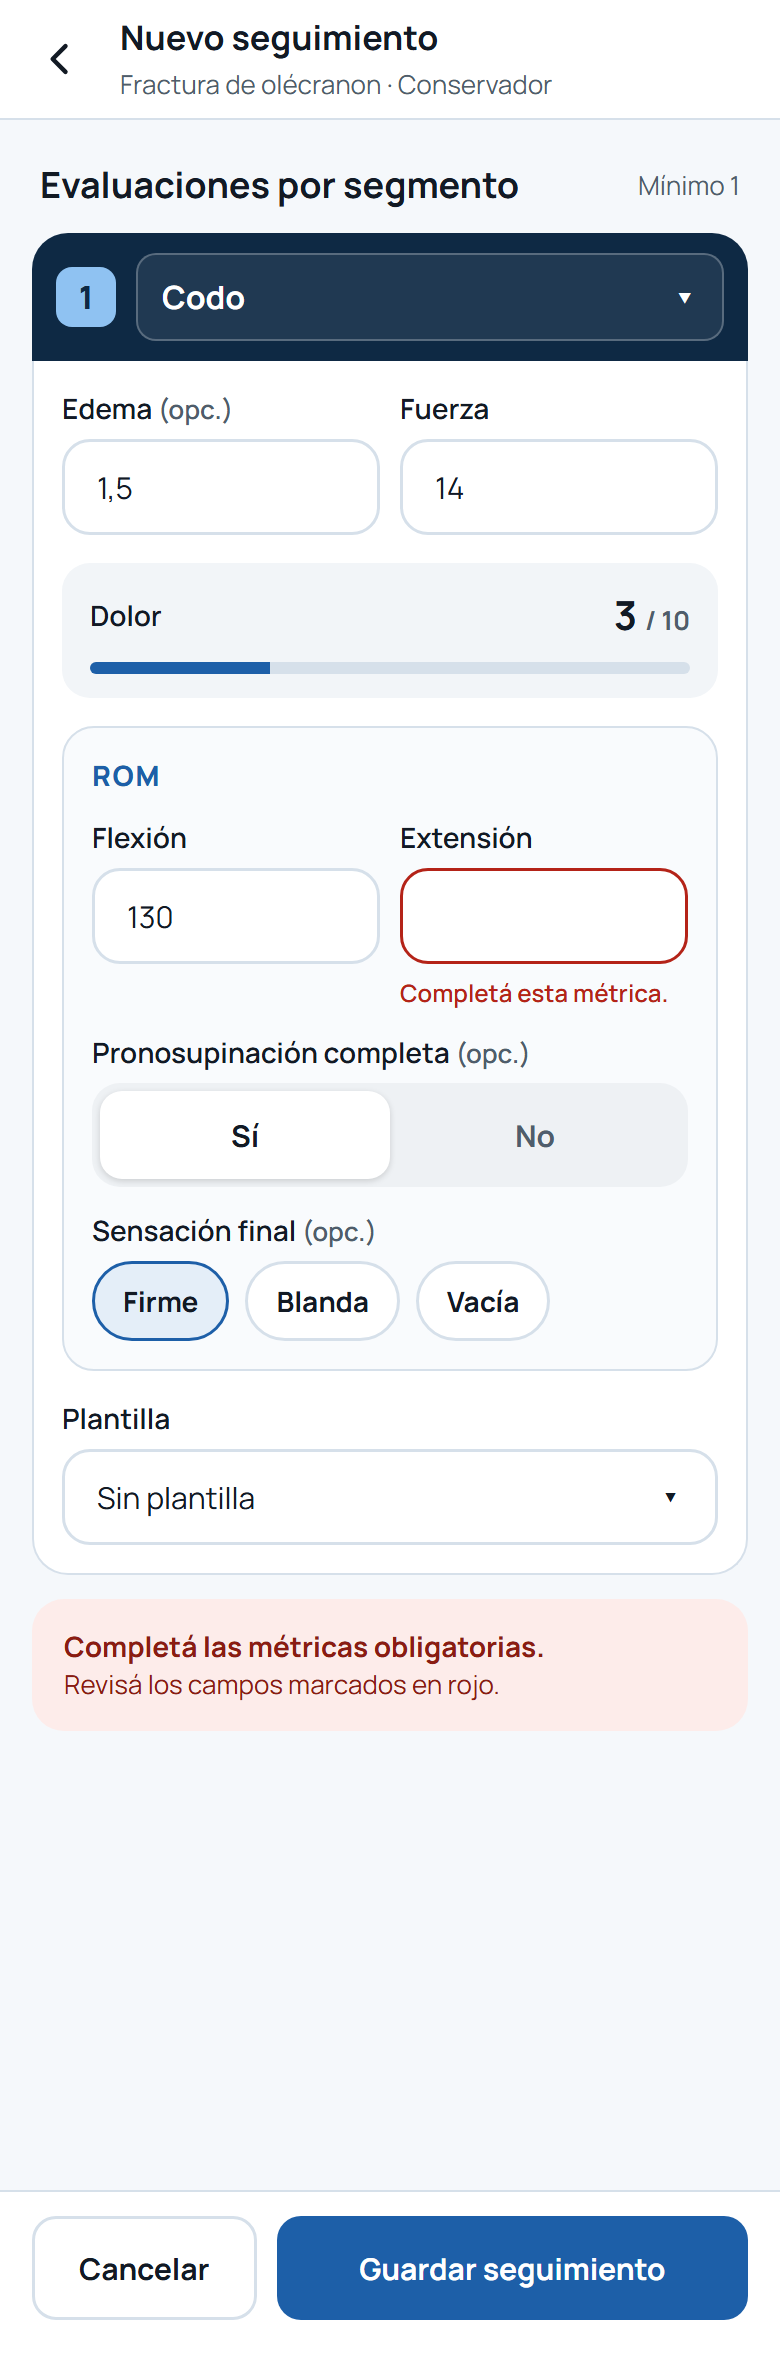 Nuevo seguimiento
Fractura de olécranon · Conservador
Evaluaciones por segmento
Mínimo 1
1
Codo
Edema (opc.)
Fuerza
1,5
14
Dolor
3 / 10
ROM
Flexión
Extensión
130
Completá esta métrica.
Pronosupinación completa (opc.)
Sí
No
Sensación final (opc.)
Firme
Blanda
Vacía
Plantilla
Sin plantilla
Completá las métricas obligatorias.
Revisá los campos marcados en rojo.
Cancelar
Guardar seguimiento